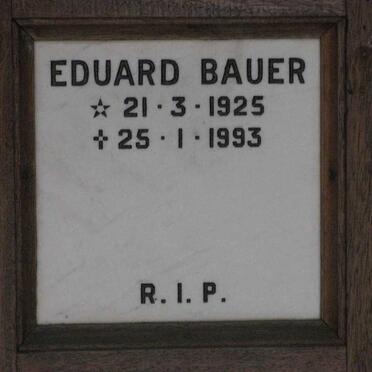 EDUARD BAUER
☆ 21·3·1925
✝ 25·1·1993
R.I.P.